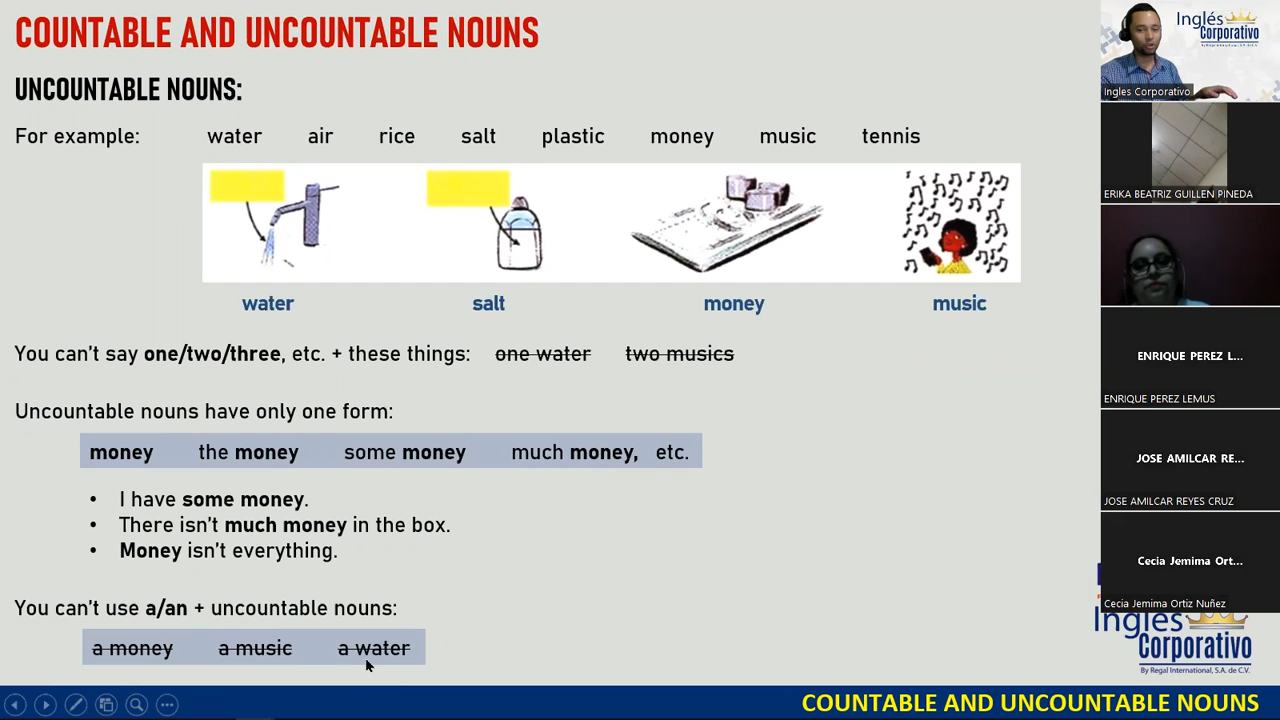 COUNTABLE AND UNCOUNTABLE NOUNS
UNCOUNTABLE NOUNS:
For example: water air rice salt plastic money music tennis
water salt money music
You can't say one/two/three, etc. + these things: one water two musics
Uncountable nouns have only one form:
money the money some money much money, etc.
• I have some money.
• There isn't much money in the box.
• Money isn't everything.
You can't use a/an + uncountable nouns:
a money a music a water
COUNTABLE AND UNCOUNTABLE NOUNS
Inglés
Corporativo
Ingles Corporativo
ERIKA BEATRIZ GUILLEN PINEDA
ENRIQUE PEREZ L...
ENRIQUE PEREZ LEMUS
JOSE AMILCAR RE...
JOSE AMILCAR REYES CRUZ
Cecia Jemima Ort...
Cecia Jemima Ortiz Nuñez
Inglés
Corporativo
By Regal International, S.A. de C.V.